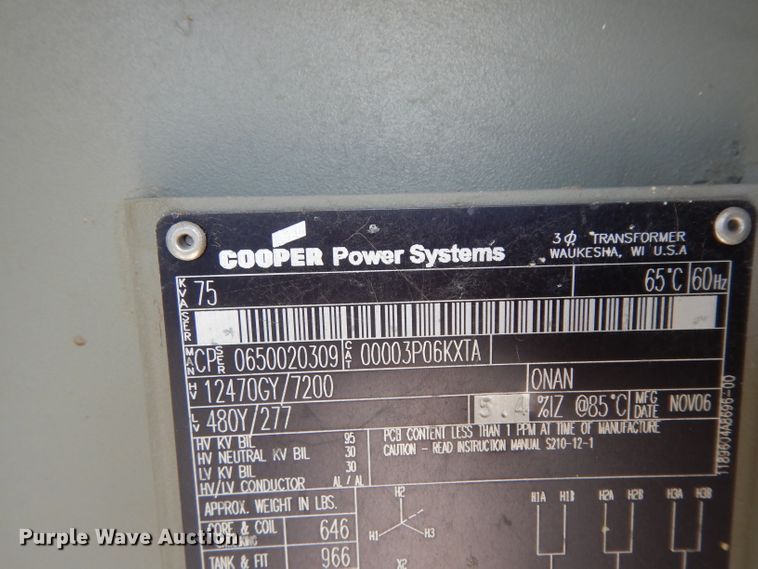 COOPER Power Systems
3Φ TRANSFORMER
WAUKESHA, WI U.S.A
KVA 75 65°C 60Hz
SER
MAN CP SER 0650020309 CAT 00003P06KXTA
HV 12470GY/7200 ONAN
LV 480Y/277 5.4 %IZ @85°C MFG DATE NOV06
HV KV BIL 95
HV NEUTRAL KV BIL 30
LV KV BIL 30
HV/LV CONDUCTOR AL / AL
PCB CONTENT LESS THAN 1 PPM AT TIME OF MANUFACTURE
CAUTION - READ INSTRUCTION MANUAL S210-12-1
APPROX. WEIGHT IN LBS.
CORE & COIL 646
TANK & FIT 966
H2
H1 H3
X2
H1A H1B H2A H2B H3A H3B
Purple Wave Auction